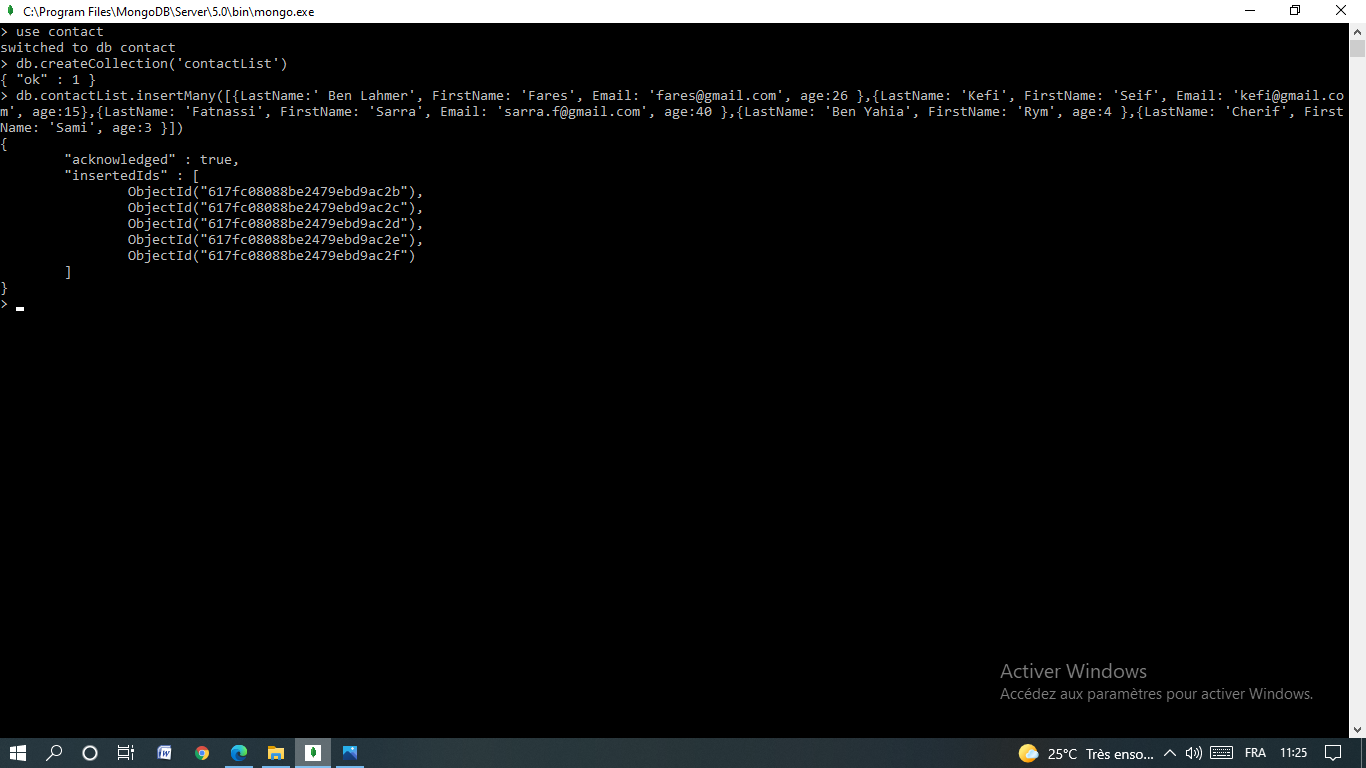 C:\Program Files\MongoDB\Server\5.0\bin\mongo.exe
> use contact
switched to db contact
> db.createCollection('contactList')
{ "ok" : 1 }
> db.contactList.insertMany([{LastName:' Ben Lahmer', FirstName: 'Fares', Email: 'fares@gmail.com', age:26 },{LastName: 'Kefi', FirstName: 'Seif', Email: 'kefi@gmail.co
m', age:15},{LastName: 'Fatnassi', FirstName: 'Sarra', Email: 'sarra.f@gmail.com', age:40 },{LastName: 'Ben Yahia', FirstName: 'Rym', age:4 },{LastName: 'Cherif', First
Name: 'Sami', age:3 }])
{
        "acknowledged" : true,
        "insertedIds" : [
                ObjectId("617fc08088be2479ebd9ac2b"),
                ObjectId("617fc08088be2479ebd9ac2c"),
                ObjectId("617fc08088be2479ebd9ac2d"),
                ObjectId("617fc08088be2479ebd9ac2e"),
                ObjectId("617fc08088be2479ebd9ac2f")
        ]
}
>
Activer Windows
Accédez aux paramètres pour activer Windows.
25°C Très enso... FRA 11:25